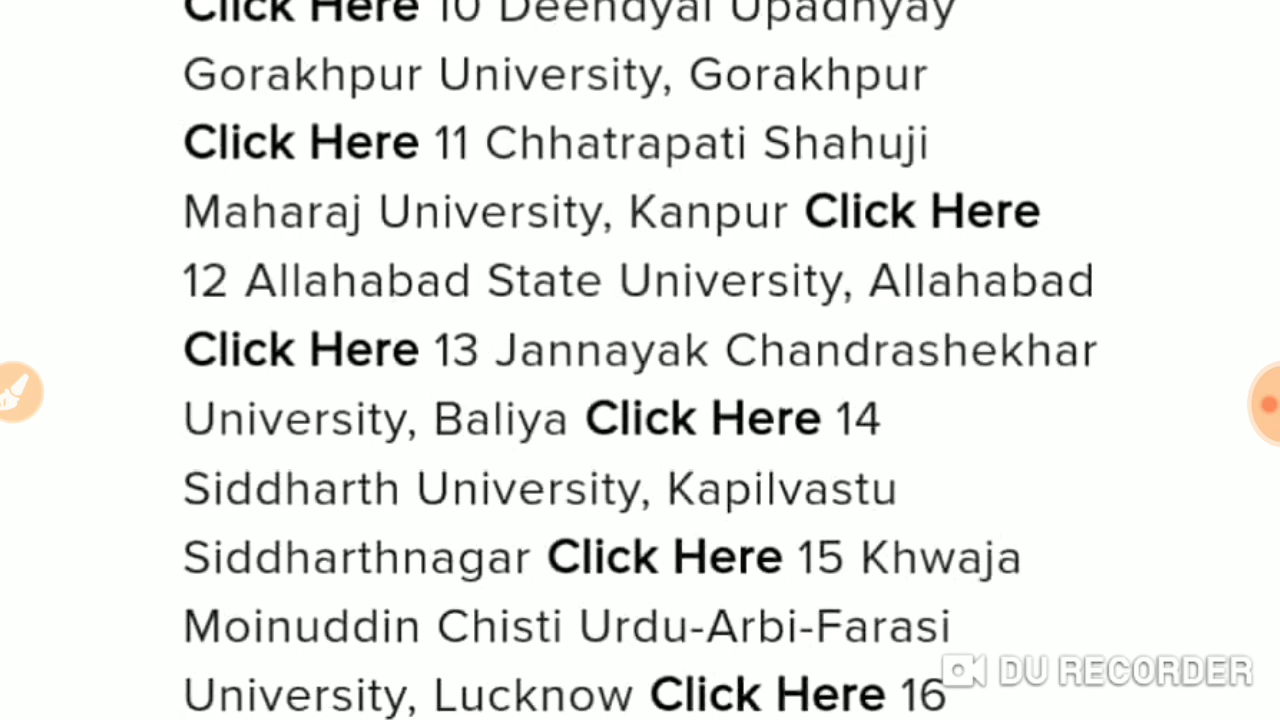 Click Here 10 Deendyal Upadhyay
Gorakhpur University, Gorakhpur
Click Here 11 Chhatrapati Shahuji
Maharaj University, Kanpur Click Here
12 Allahabad State University, Allahabad
Click Here 13 Jannayak Chandrashekhar
University, Baliya Click Here 14
Siddharth University, Kapilvastu
Siddharthnagar Click Here 15 Khwaja
Moinuddin Chisti Urdu-Arbi-Farasi
University, Lucknow Click Here 16
DU RECORDER